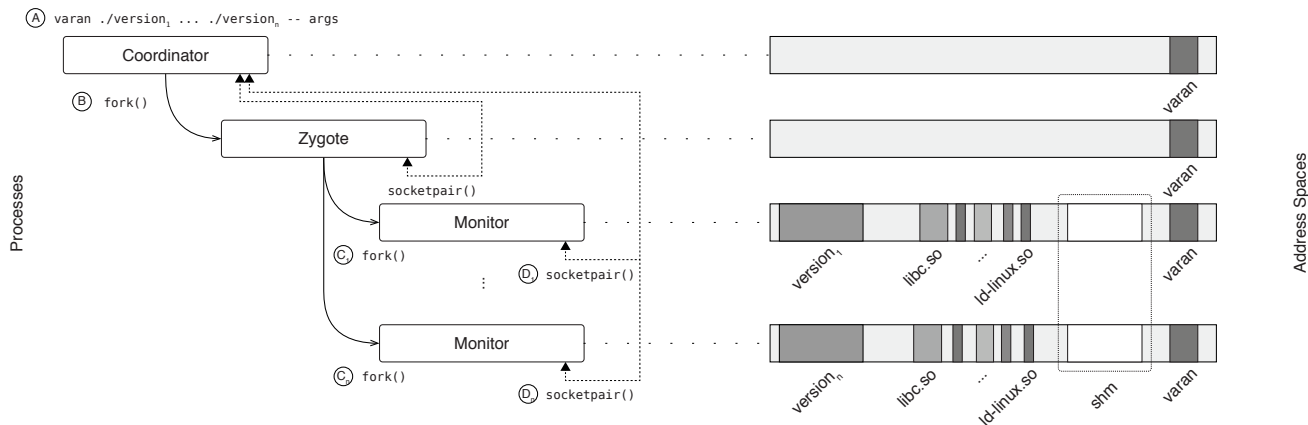 A varan ./version₁ ... ./versionₙ -- args
Coordinator
varan
B fork()
Zygote
varan
socketpair()
Processes
Address Spaces
Monitor
C₁ fork()
D₁ socketpair()
version₁
libc.so
...
ld-linux.so
varan
⋮
Monitor
Cₙ fork()
Dₙ socketpair()
versionₙ
libc.so
...
ld-linux.so
shm
varan